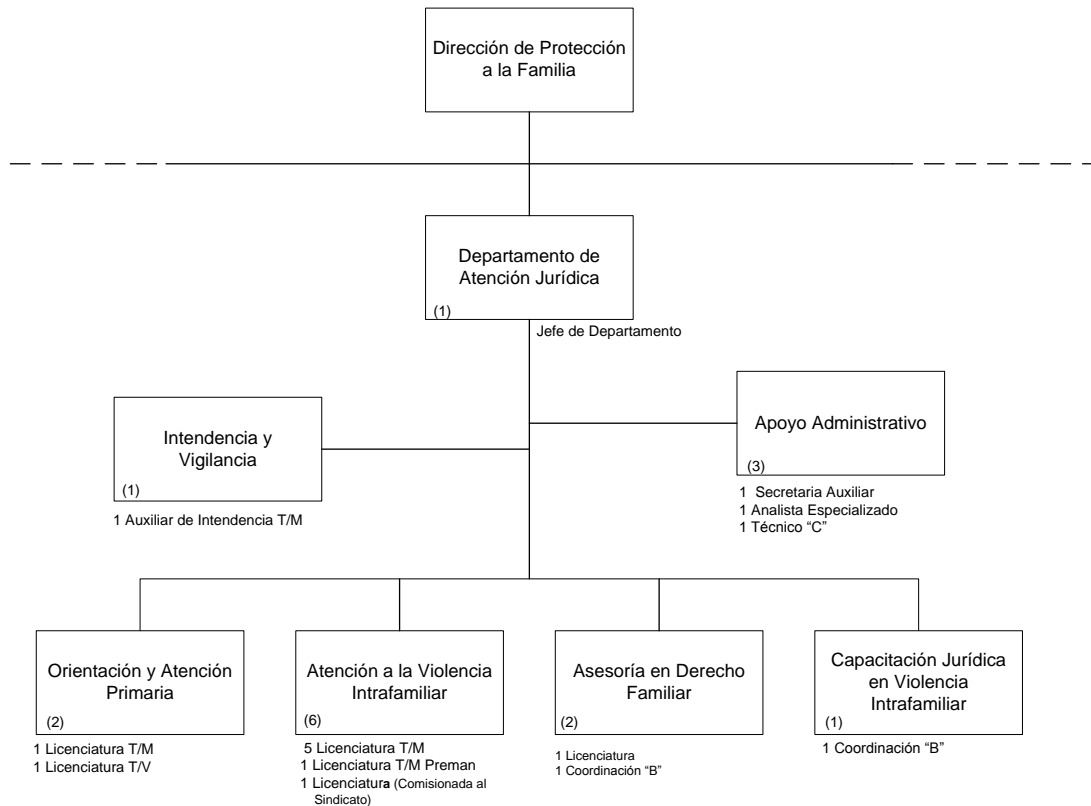 Dirección de Protección
a la Familia
Departamento de
Atención Jurídica
(1)
Jefe de Departamento
Intendencia y
Vigilancia
(1)
1 Auxiliar de Intendencia T/M
Apoyo Administrativo
(3)
1 Secretaria Auxiliar
1 Analista Especializado
1 Técnico “C”
Orientación y Atención
Primaria
(2)
1 Licenciatura T/M
1 Licenciatura T/V
Atención a la Violencia
Intrafamiliar
(6)
5 Licenciatura T/M
1 Licenciatura T/M Preman
1 Licenciatura (Comisionada al
Sindicato)
Asesoría en Derecho
Familiar
(2)
1 Licenciatura
1 Coordinación “B”
Capacitación Jurídica
en Violencia
Intrafamiliar
(1)
1 Coordinación “B”